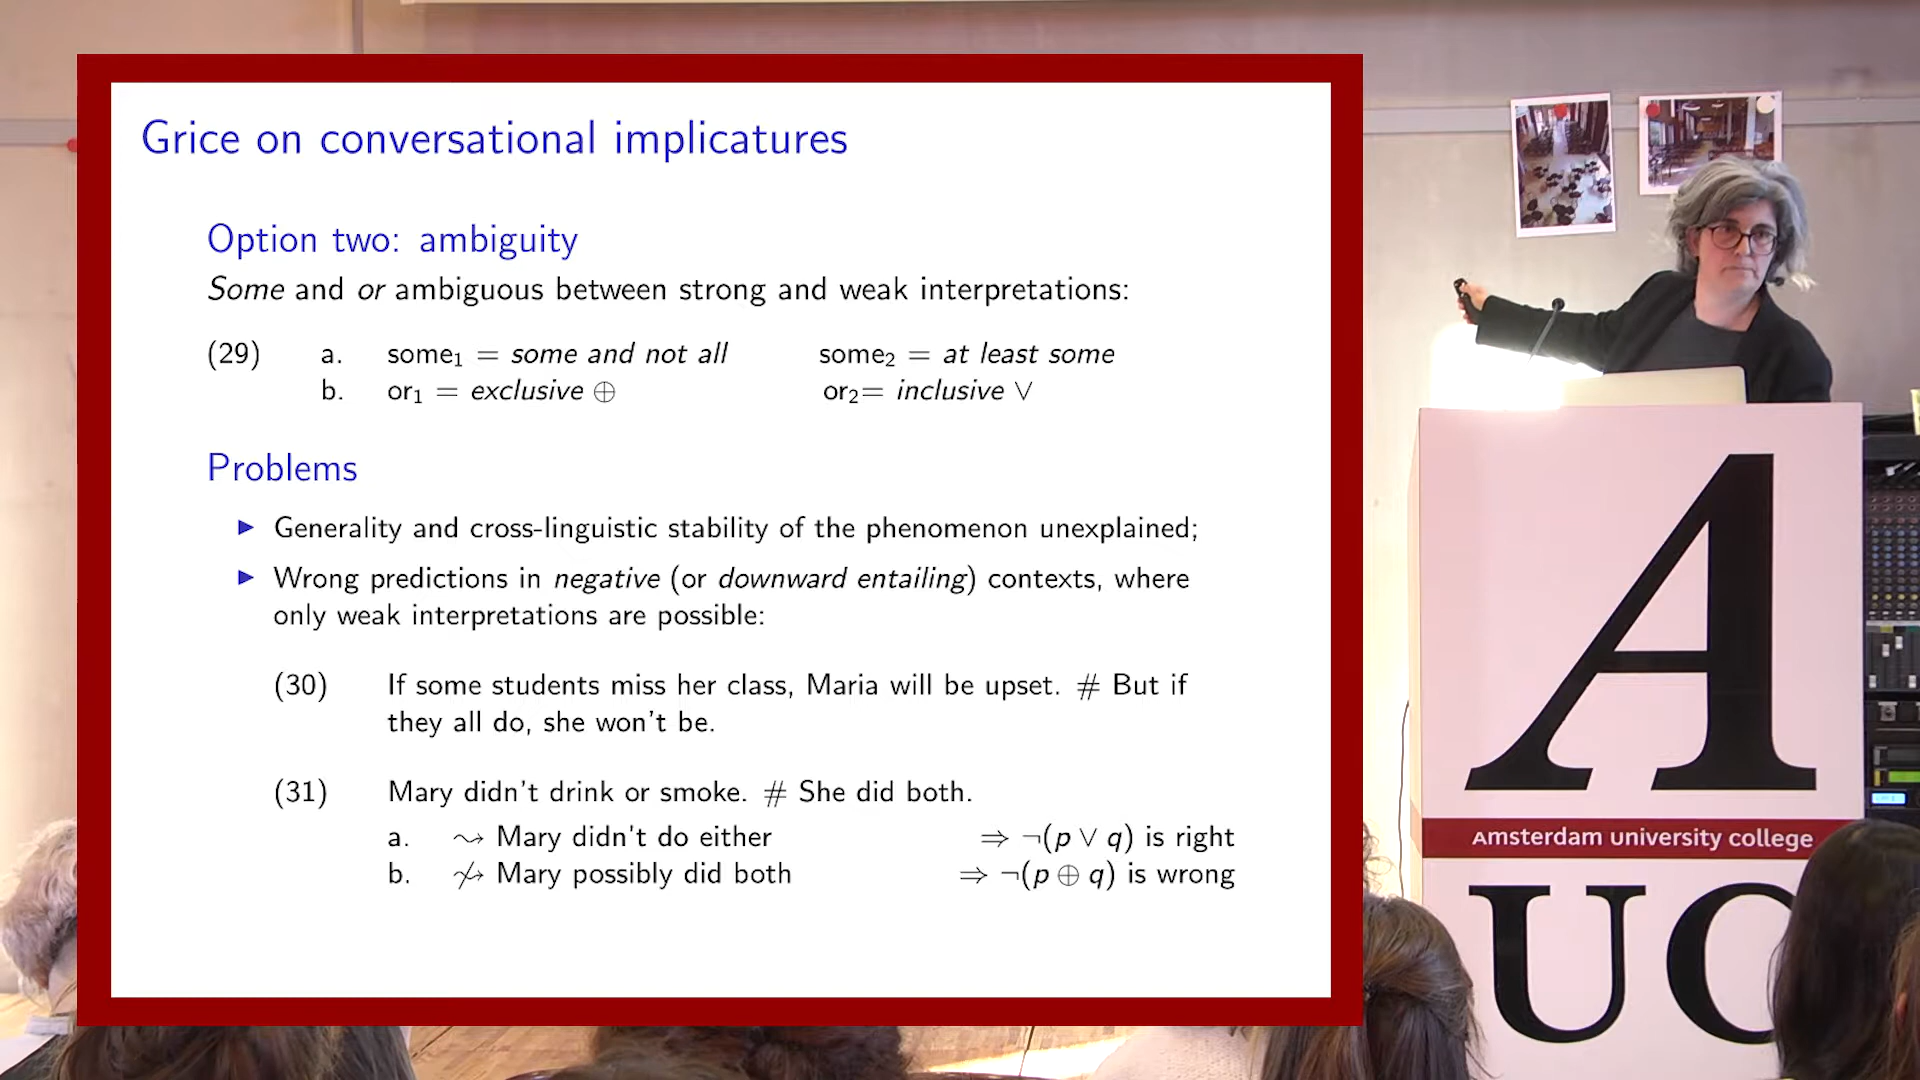 Grice on conversational implicatures
Option two: ambiguity
Some and or ambiguous between strong and weak interpretations:
(29) a. some₁ = some and not all some₂ = at least some
b. or₁ = exclusive ⊕ or₂= inclusive ∨
Problems
▶ Generality and cross-linguistic stability of the phenomenon unexplained;
▶ Wrong predictions in negative (or downward entailing) contexts, where
only weak interpretations are possible:
(30) If some students miss her class, Maria will be upset. # But if
they all do, she won't be.
(31) Mary didn't drink or smoke. # She did both.
a. ⇝ Mary didn't do either ⇒ ¬(p ∨ q) is right
b. ⇝̸ Mary possibly did both ⇒ ¬(p ⊕ q) is wrong
A
Amsterdam university college
UC